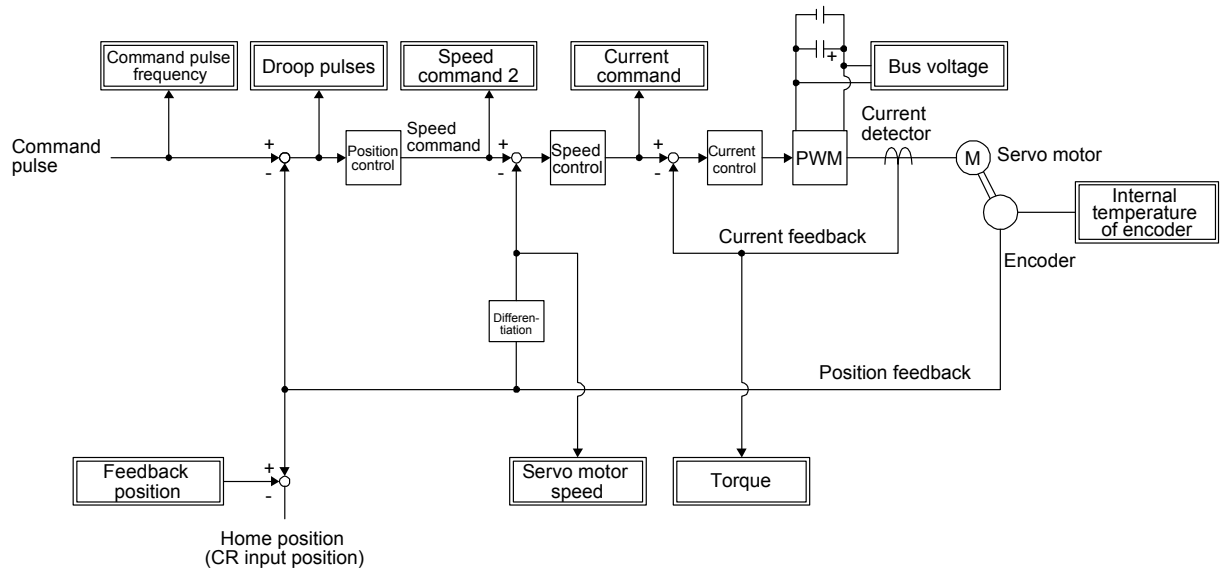 Command pulse
frequency
Droop pulses
Speed
command 2
Current
command
+
Bus voltage
Command
pulse
+
-
Position
control
Speed
command
+
-
Speed
control
+
-
Current
control
PWM
Current
detector
M
Servo motor
Internal
temperature
of encoder
Encoder
Current feedback
Differen-
tiation
Position feedback
Feedback
position
+
-
Servo motor
speed
Torque
Home position
(CR input position)